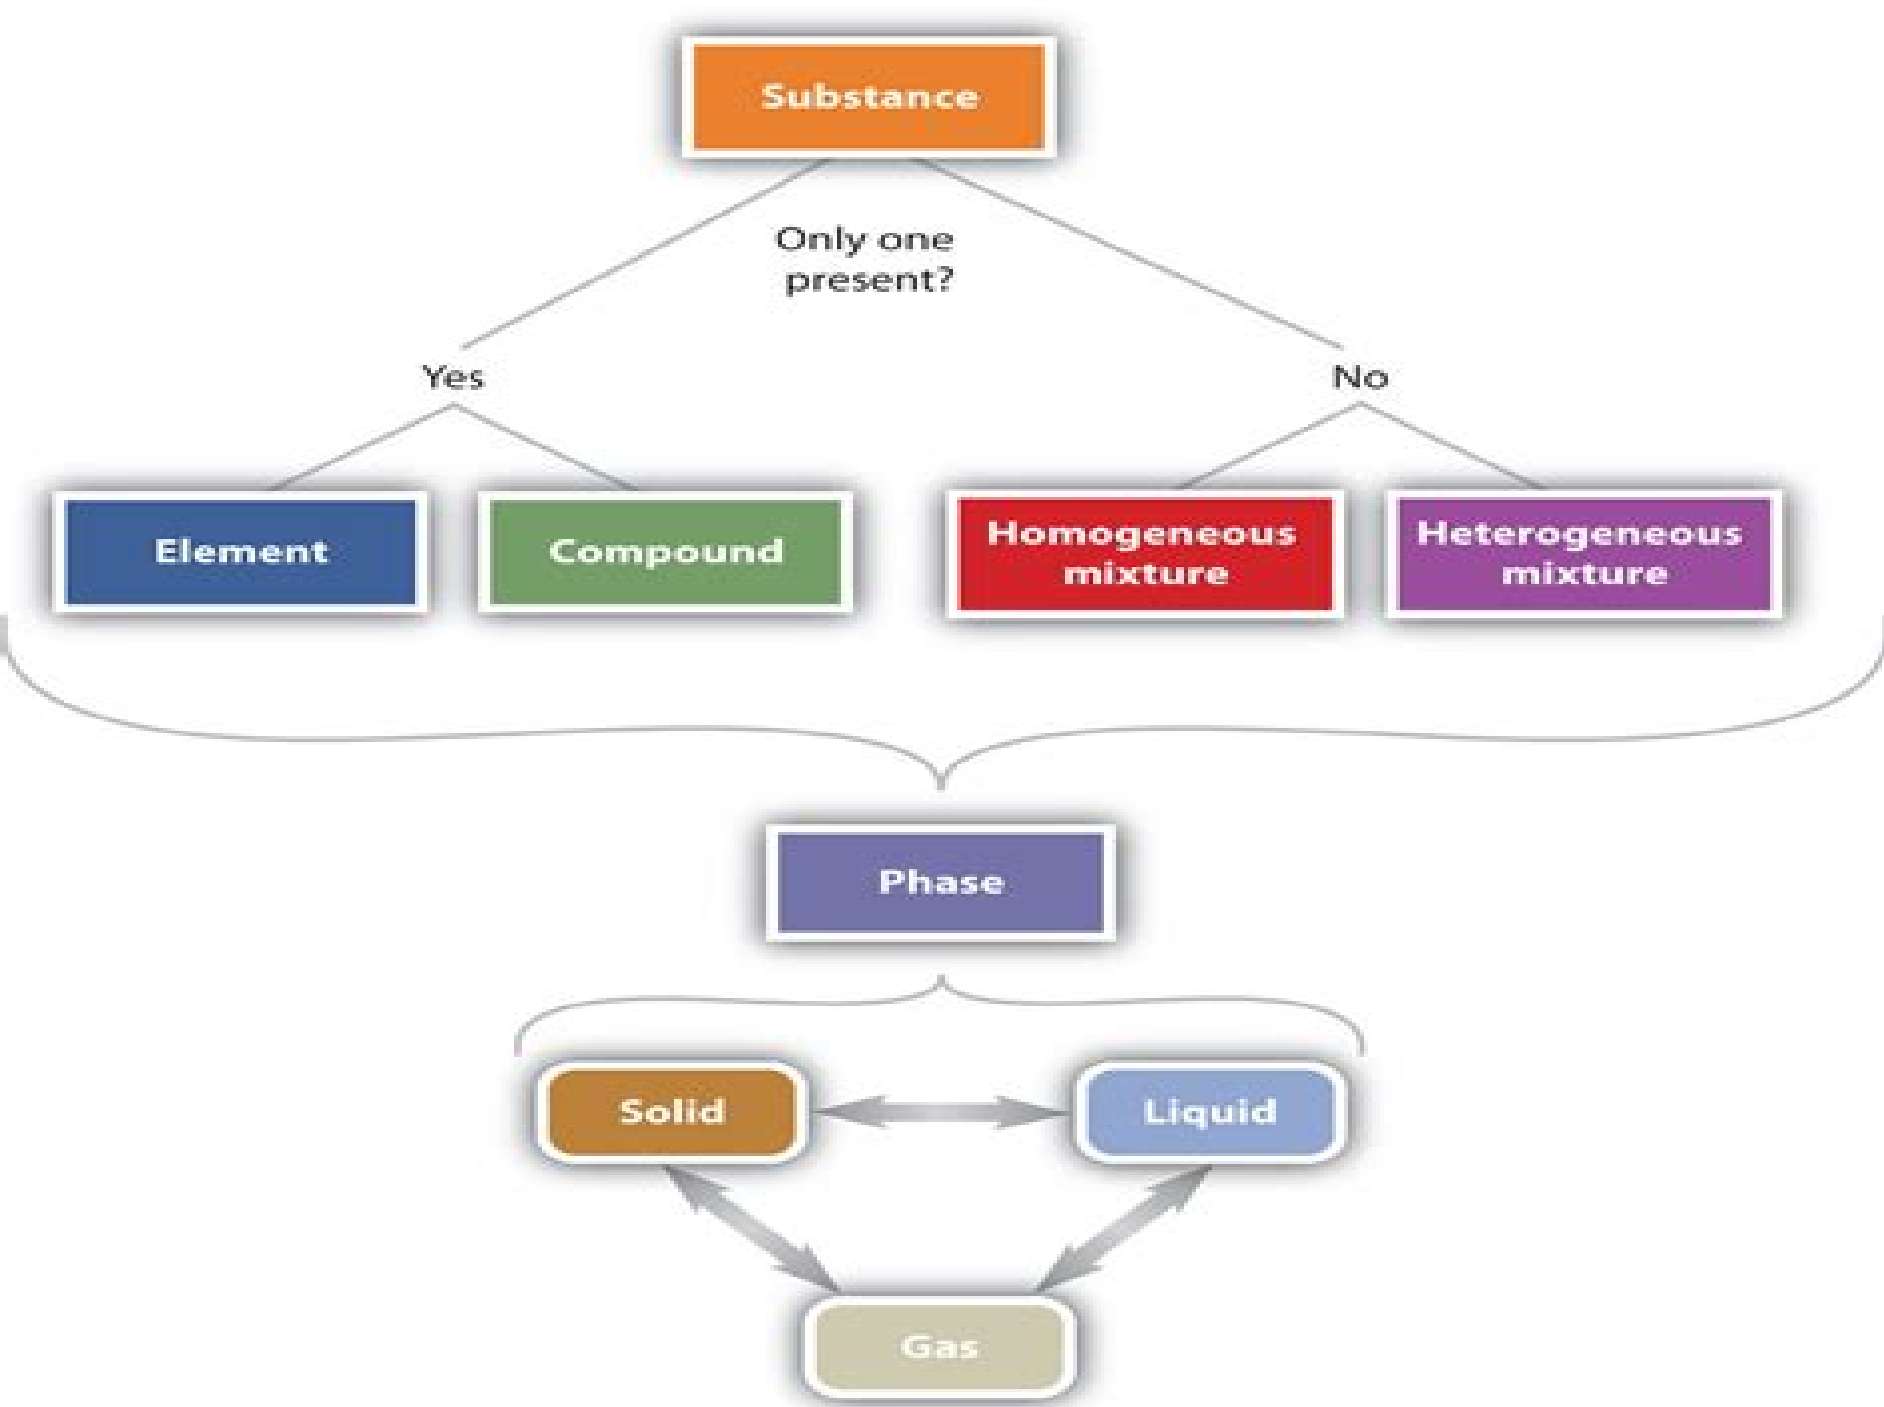 Substance
Only one
present?
Yes
No
Element
Compound
Homogeneous
mixture
Heterogeneous
mixture
Phase
Solid
Liquid
Gas